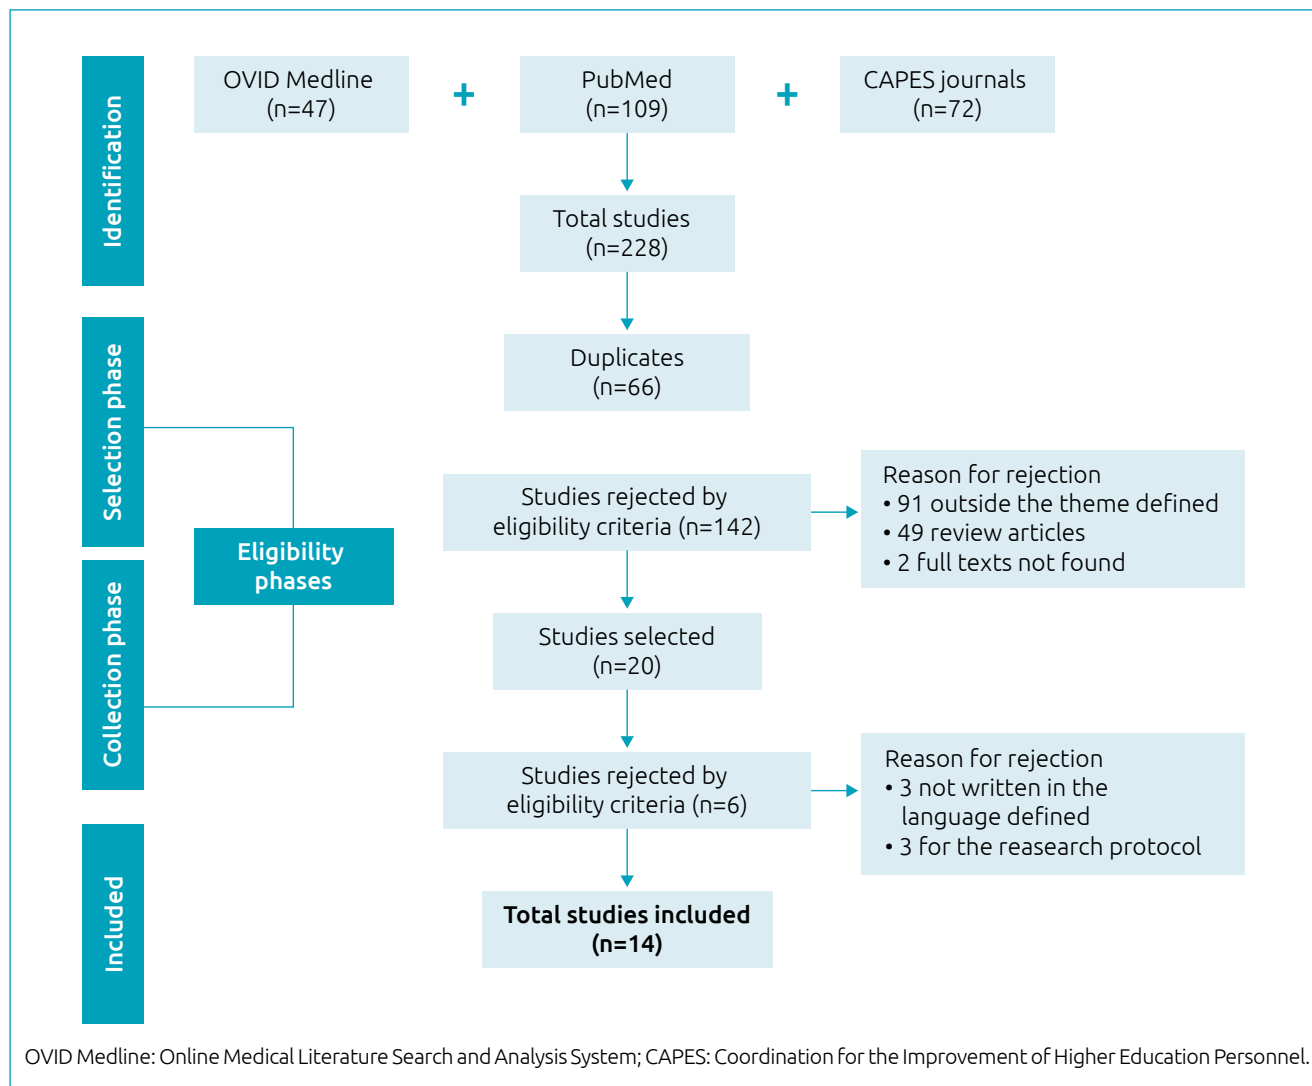 Identification
OVID Medline
(n=47)
+
PubMed
(n=109)
+
CAPES journals
(n=72)
Total studies
(n=228)
Selection phase
Duplicates
(n=66)
Eligibility
phases
Studies rejected by
eligibility criteria (n=142)
Reason for rejection
• 91 outside the theme defined
• 49 review articles
• 2 full texts not found
Collection phase
Studies selected
(n=20)
Studies rejected by
eligibility criteria (n=6)
Reason for rejection
• 3 not written in the
language defined
• 3 for the reasearch protocol
Included
Total studies included
(n=14)
OVID Medline: Online Medical Literature Search and Analysis System; CAPES: Coordination for the Improvement of Higher Education Personnel.